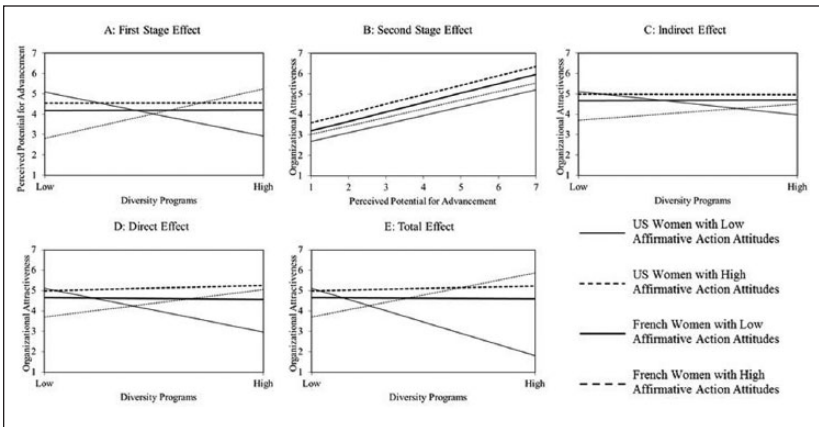 A: First Stage Effect
Perceived Potential for Advancement
7
6
5
4
3
2
1
Low
High
Diversity Programs
B: Second Stage Effect
Organizational Attractiveness
7
6
5
4
3
2
1
1
2
3
4
5
6
7
Perceived Potential for Advancement
C: Indirect Effect
Organizational Attractiveness
7
6
5
4
3
2
1
Low
High
Diversity Programs
D: Direct Effect
Organizational Attractiveness
7
6
5
4
3
2
1
Low
High
Diversity Programs
E: Total Effect
Organizational Attractiveness
7
6
5
4
3
2
1
Low
High
Diversity Programs
US Women with Low
Affirmative Action Attitudes
US Women with High
Affirmative Action Attitudes
French Women with Low
Affirmative Action Attitudes
French Women with High
Affirmative Action Attitudes